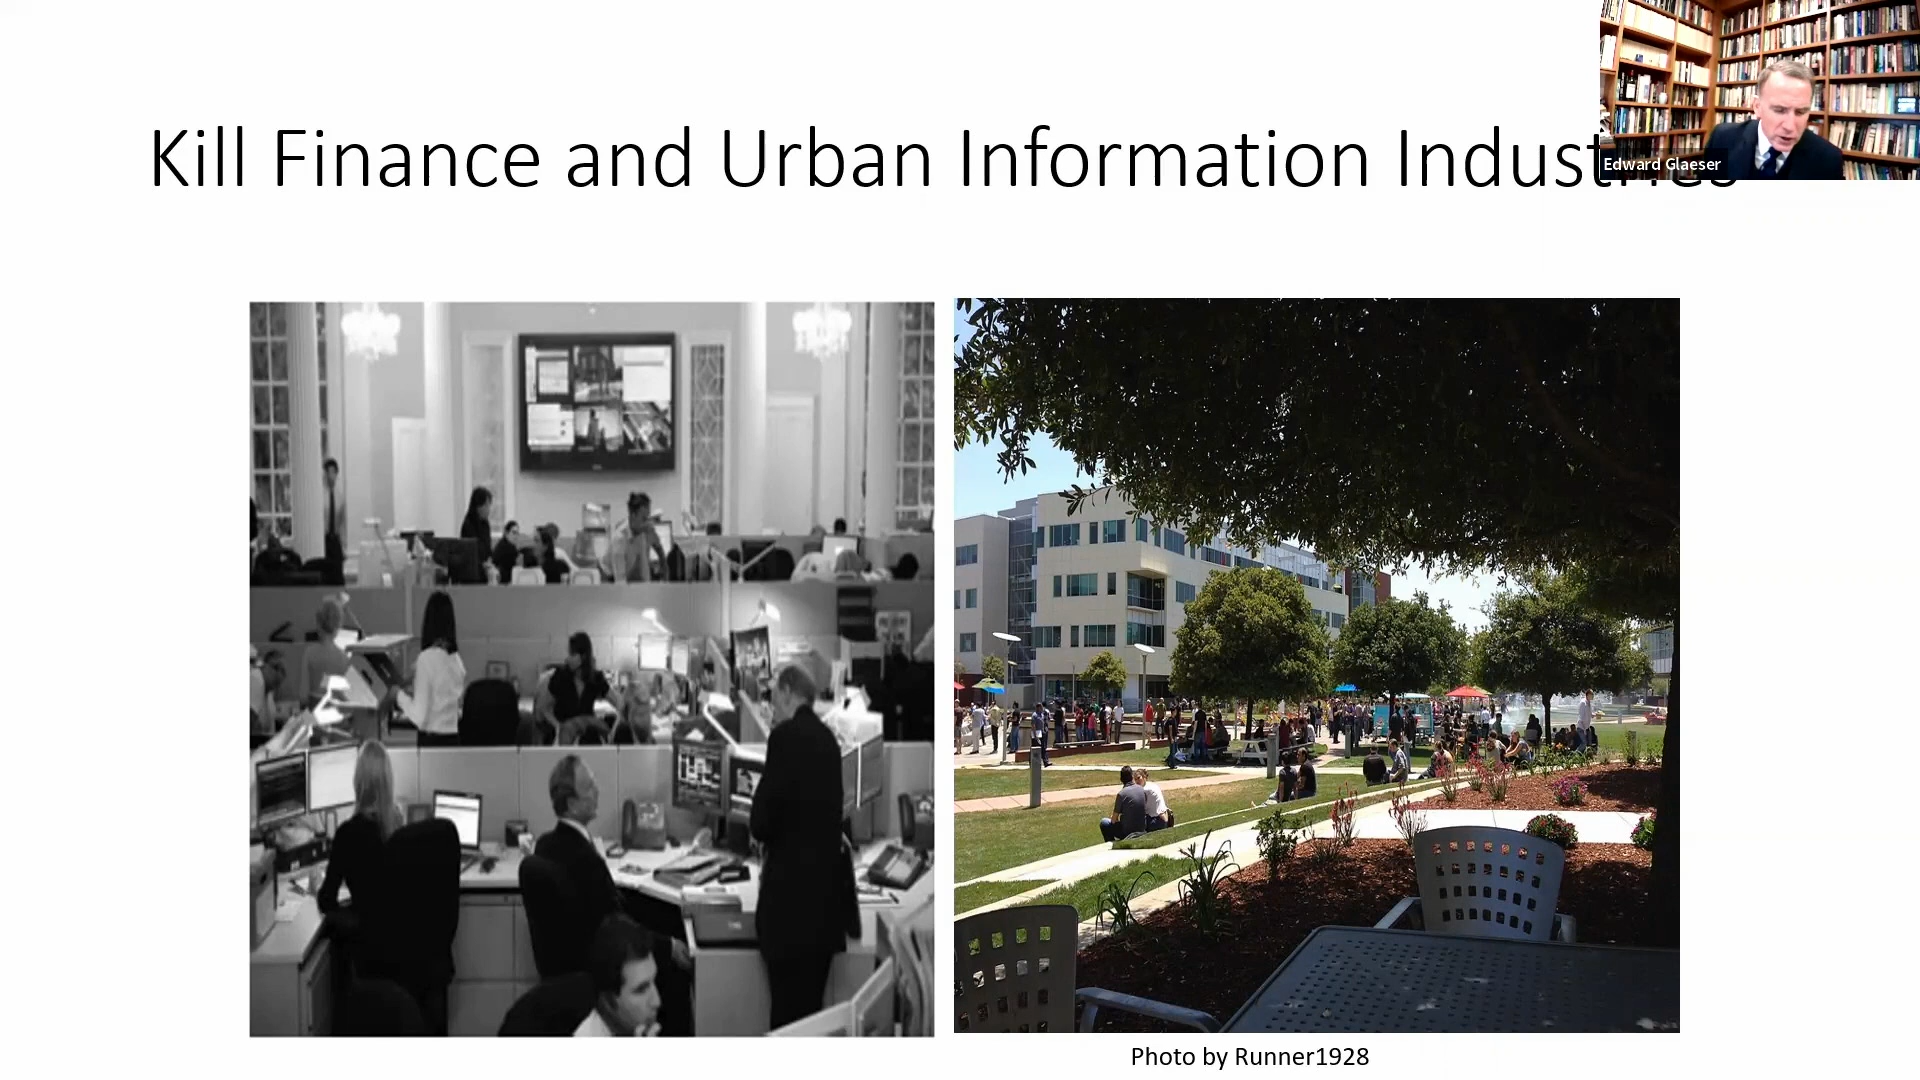 Kill Finance and Urban Information Industries
Edward Glaeser
Photo by Runner1928